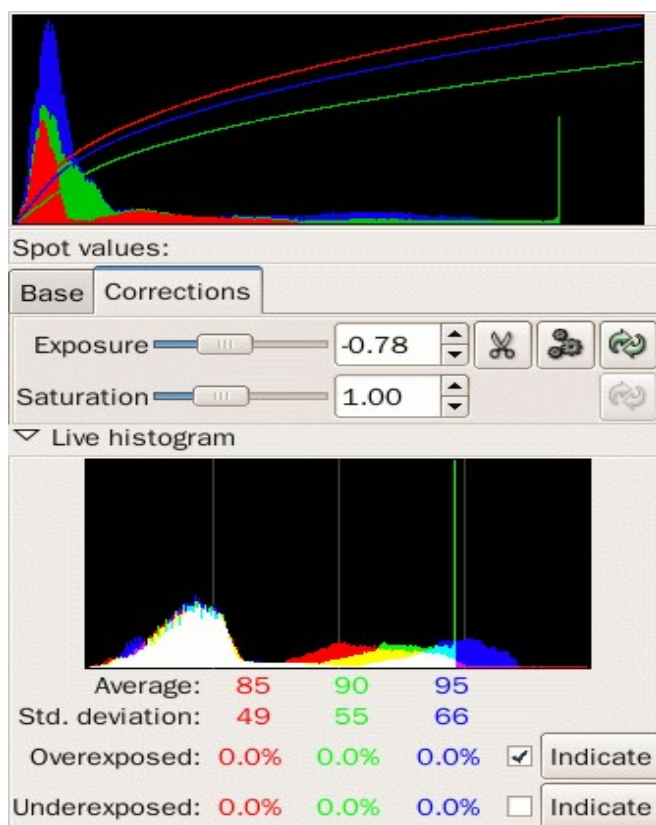 Spot values:
Base Corrections
Exposure -0.78
Saturation 1.00
Live histogram
Average: 85 90 95
Std. deviation: 49 55 66
Overexposed: 0.0% 0.0% 0.0% Indicate
Underexposed: 0.0% 0.0% 0.0% Indicate